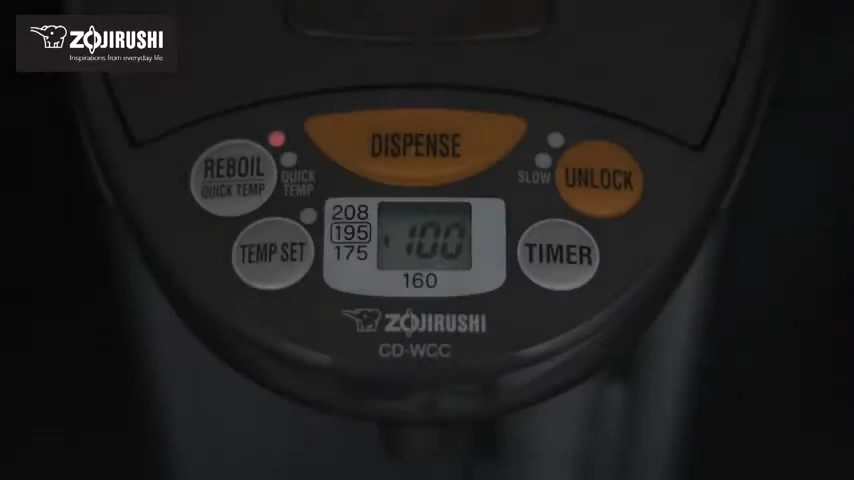 ZOJIRUSHI
Inspirations from everyday life
DISPENSE
REBOIL
QUICK TEMP
QUICK
TEMP
SLOW
UNLOCK
TEMP SET
208
195
175
160
100
TIMER
ZOJIRUSHI
CD-WCC